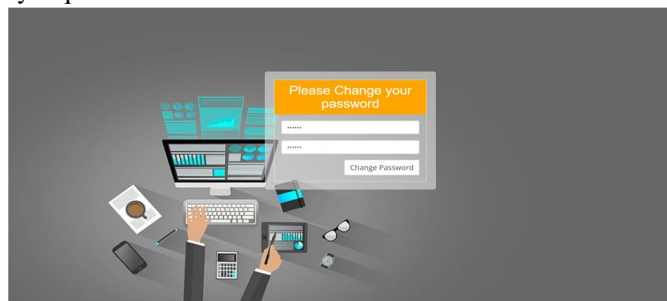 Please Change your
password
......
......
Change Password